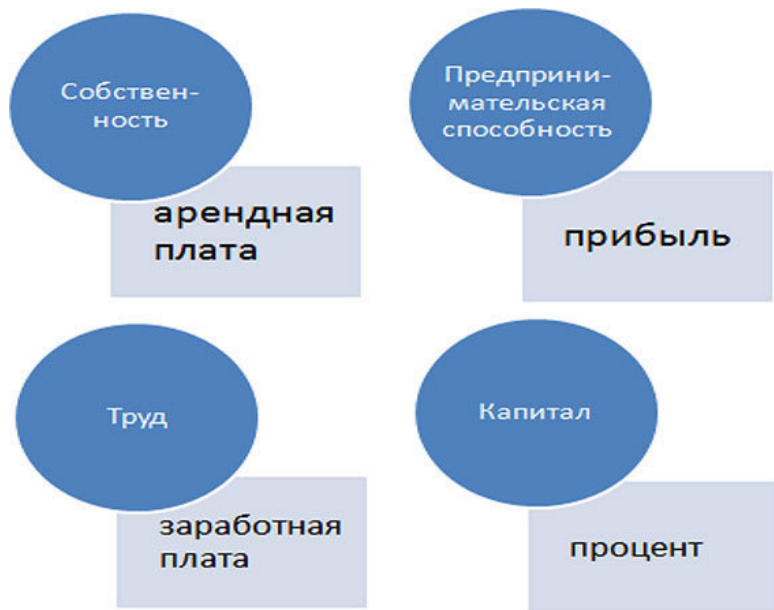 Собствен-
ность
арендная
плата
Предприни-
мательская
способность
прибыль
Труд
заработная
плата
Капитал
процент